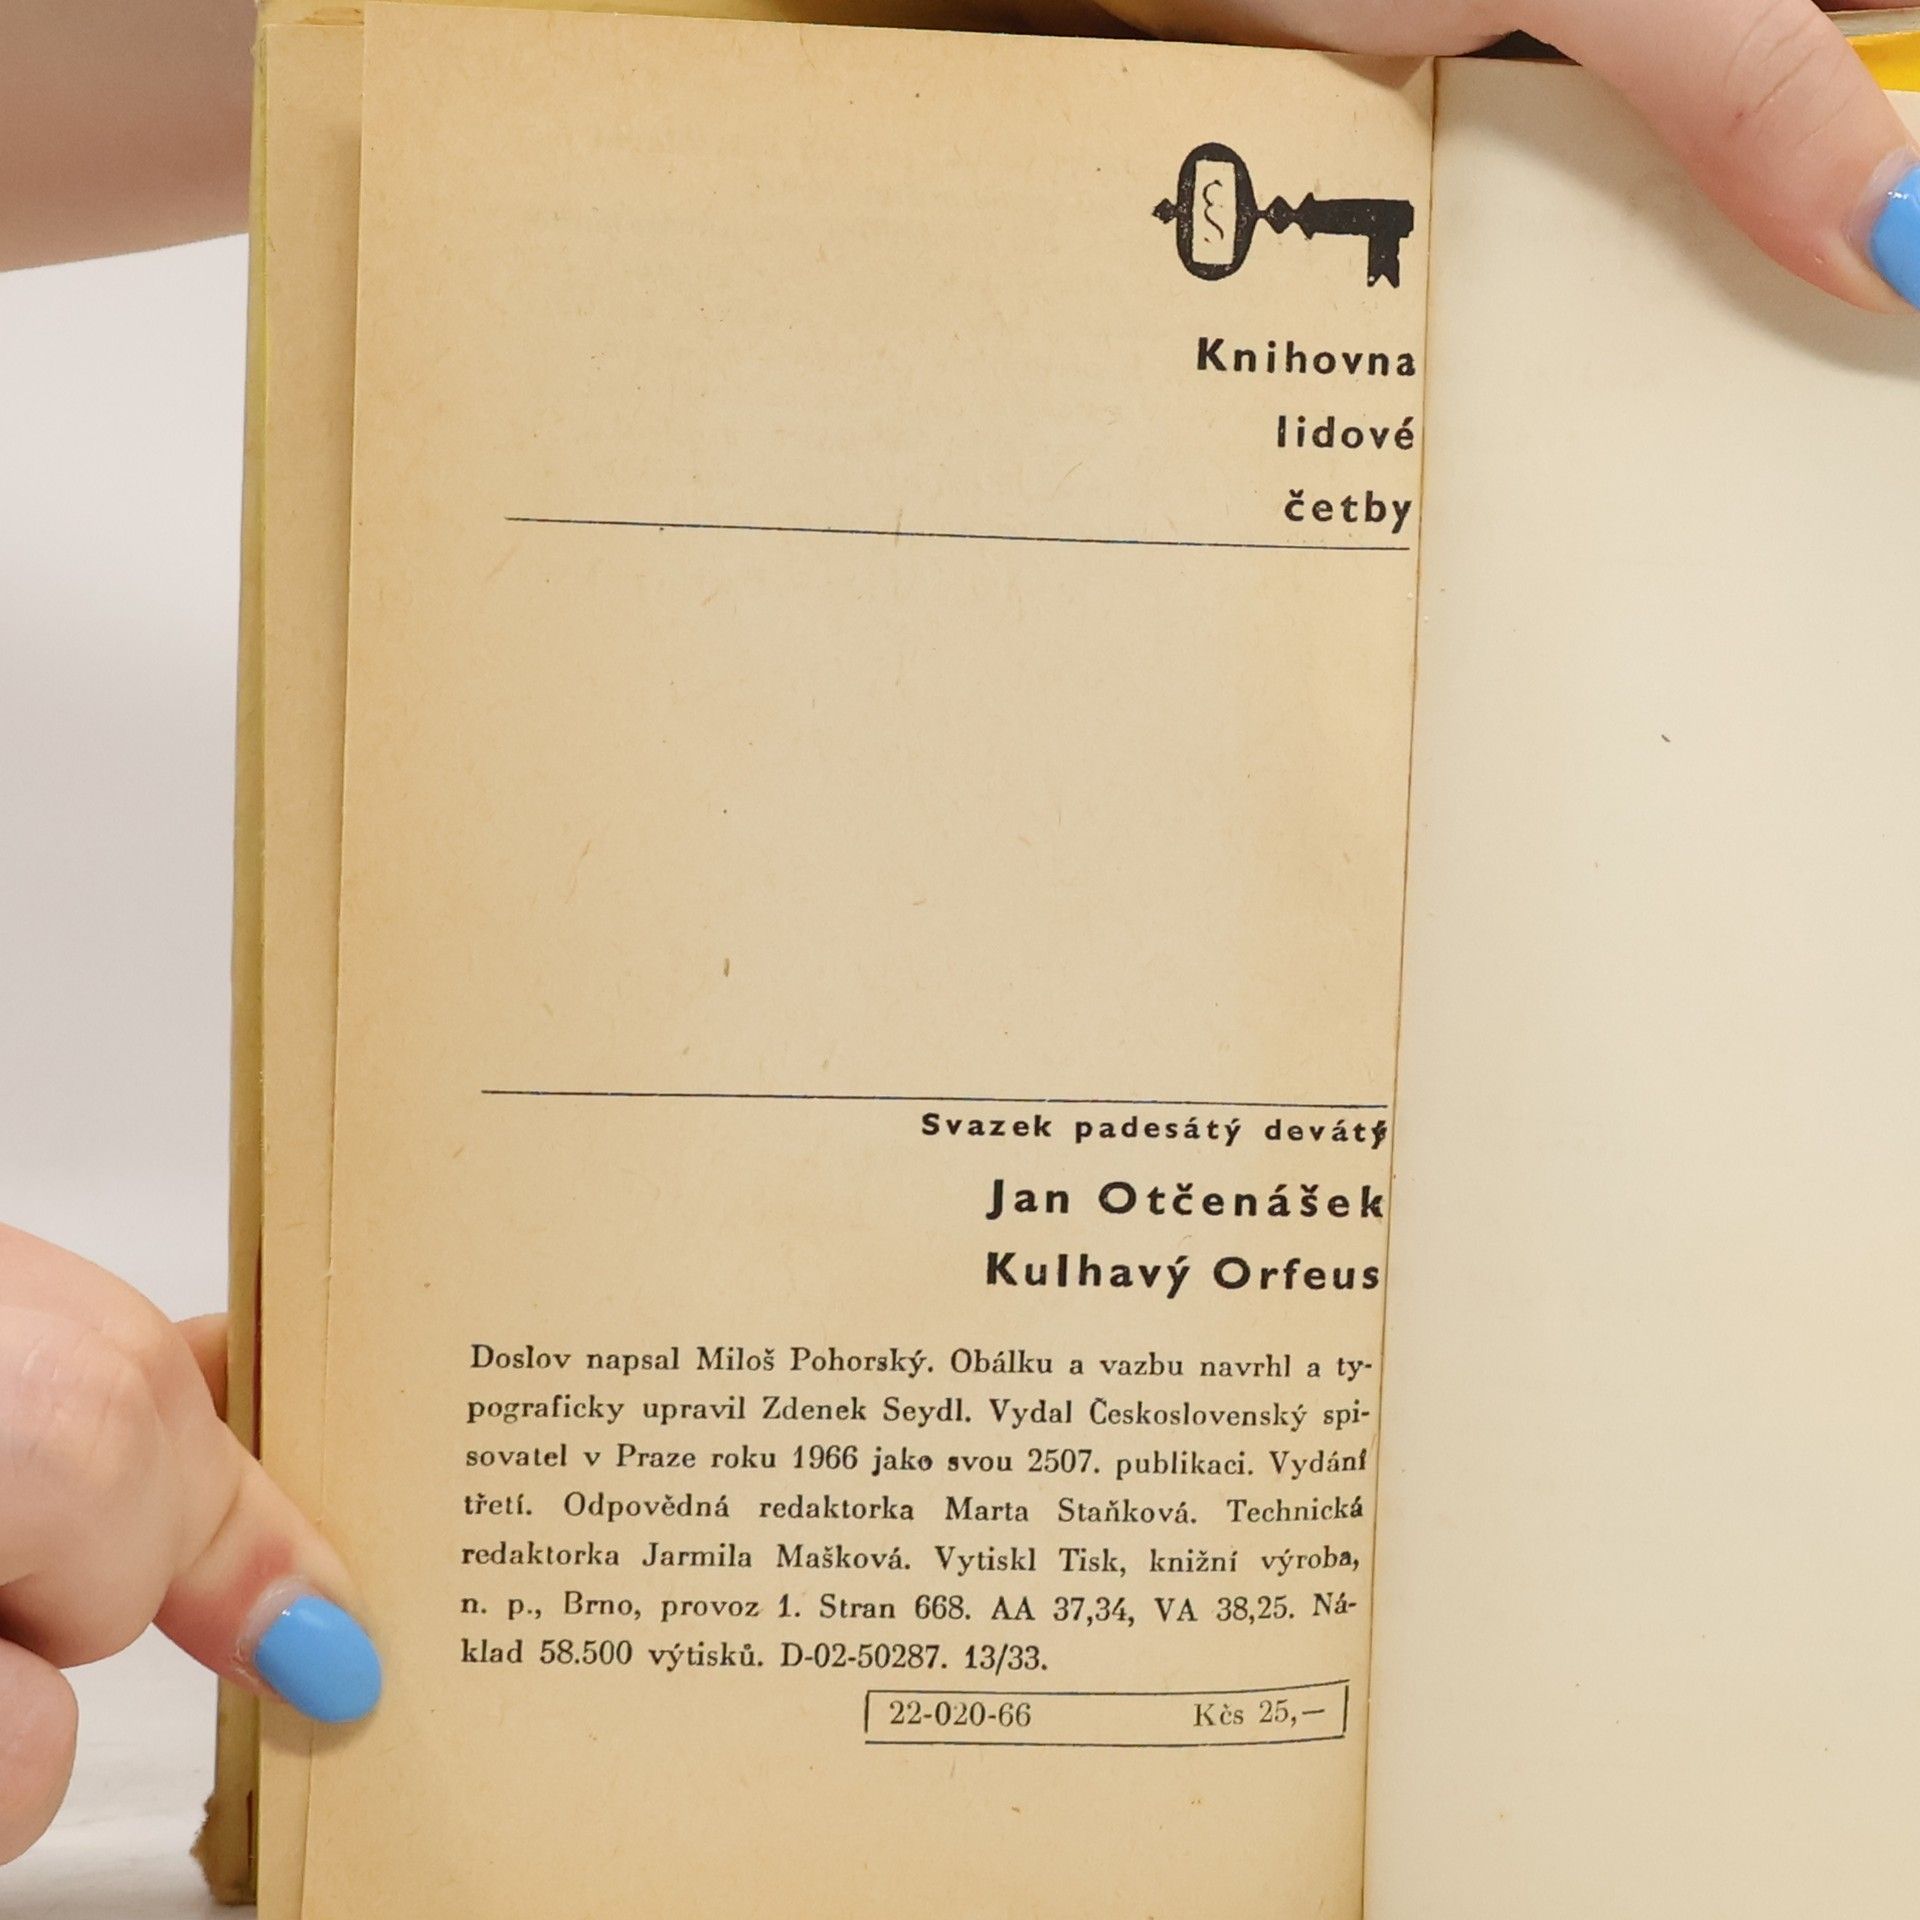 Knihovna
lidové
četby
Svazek padesátý devátý
Jan Otčenášek
Kulhavý Orfeus
Doslov napsal Miloš Pohorský. Obálku a vazbu navrhl a ty-
pograficky upravil Zdenek Seydl. Vydal Československý spi-
sovatel v Praze roku 1966 jako svou 2507. publikaci. Vydání
třetí. Odpovědná redaktorka Marta Staňková. Technická
redaktorka Jarmila Mašková. Vytiskl Tisk, knižní výroba,
n. p., Brno, provoz 1. Stran 668. AA 37,34, VA 38,25. Ná-
klad 58.500 výtisků. D-02-50287. 13/33.
22-020-66 Kčs 25,—